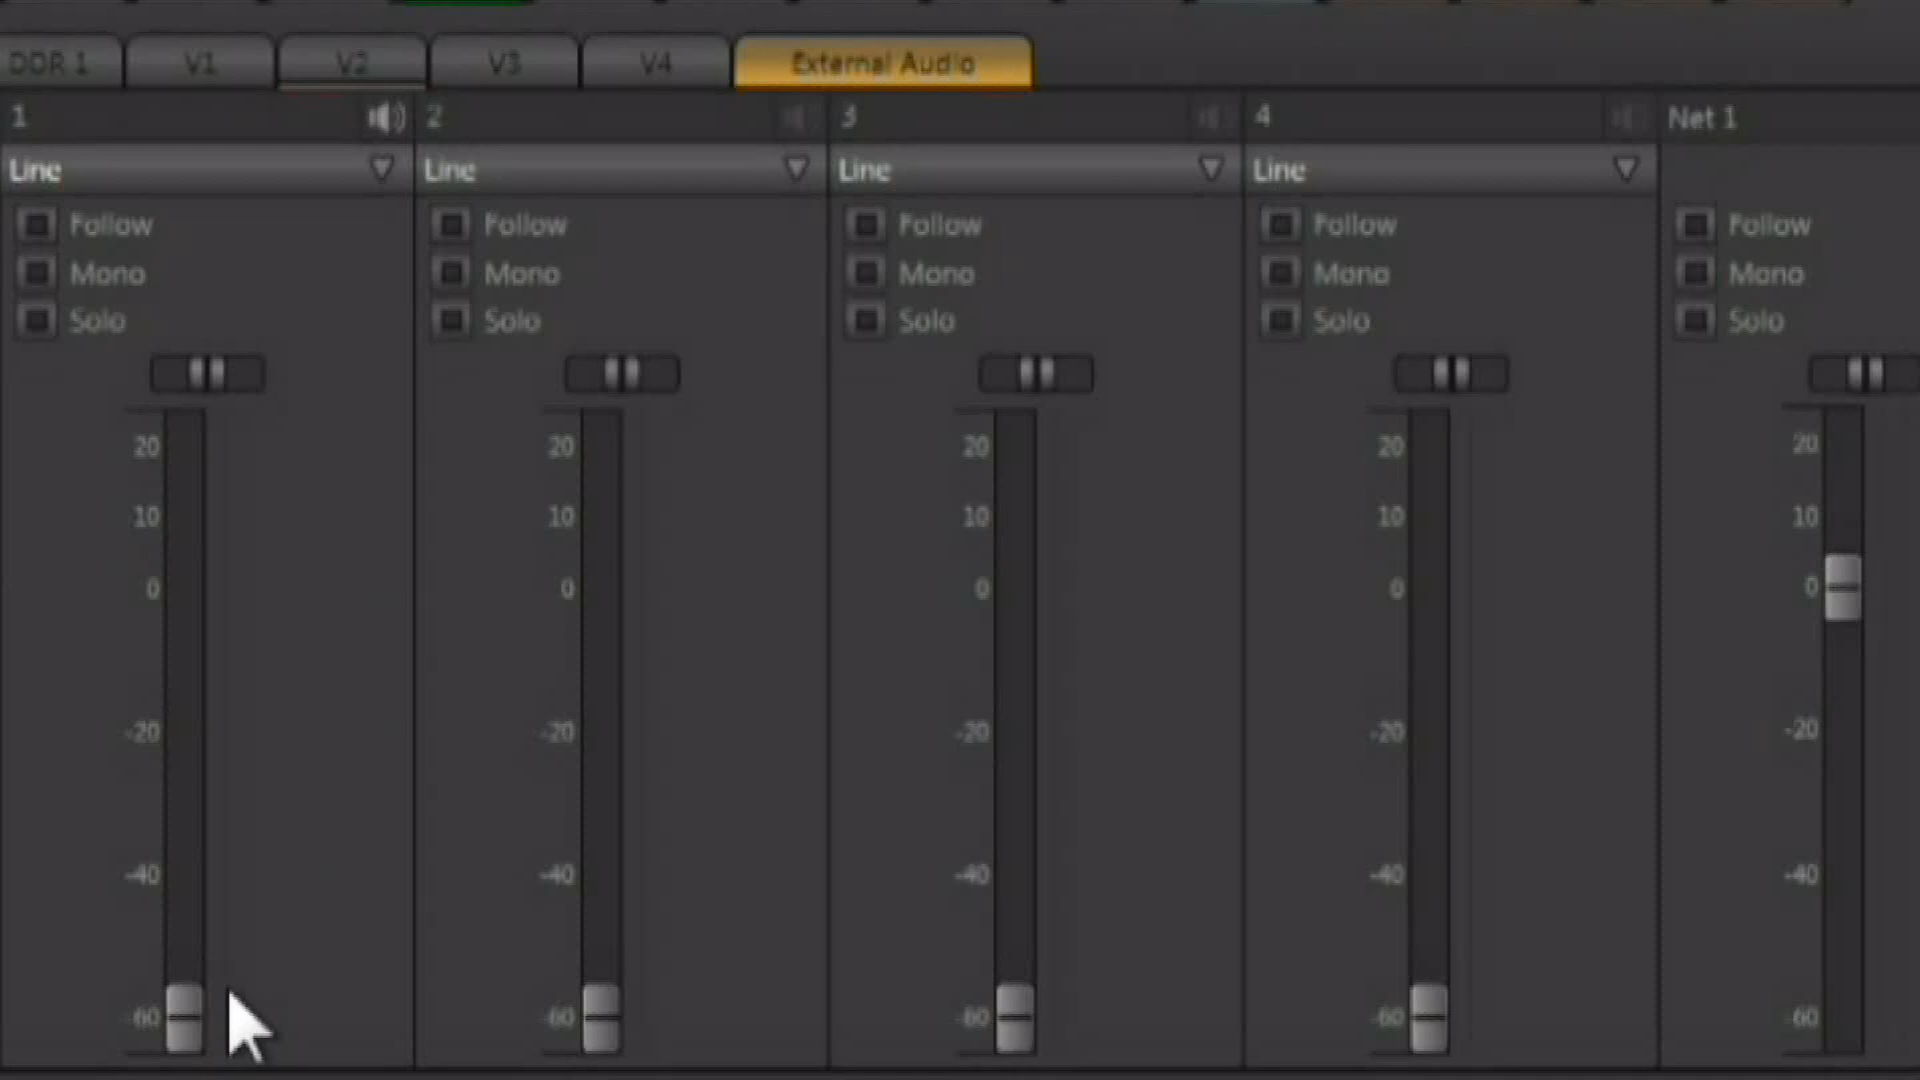 DDR 1 V1 V2 V3 V4 External Audio
1 2 3 4 Net 1
Line Line Line Line
Follow Follow Follow Follow Follow
Mono Mono Mono Mono Mono
Solo Solo Solo Solo Solo
20 20 20 20 20
10 10 10 10 10
0 0 0 0 0
-20 -20 -20 -20 -20
-40 -40 -40 -40 -40
-60 -60 -60 -60 -60